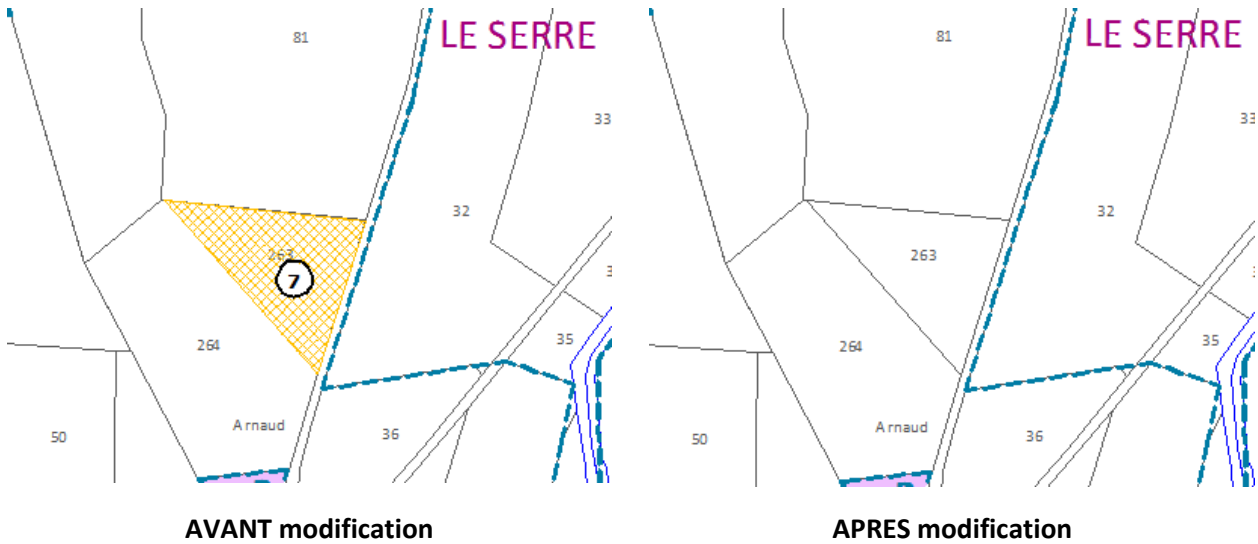 81
LE SERRE
33
32
263
7
264
35
Arnaud
50
36
AVANT modification
81
LE SERRE
33
32
263
264
35
Arnaud
50
36
APRES modification